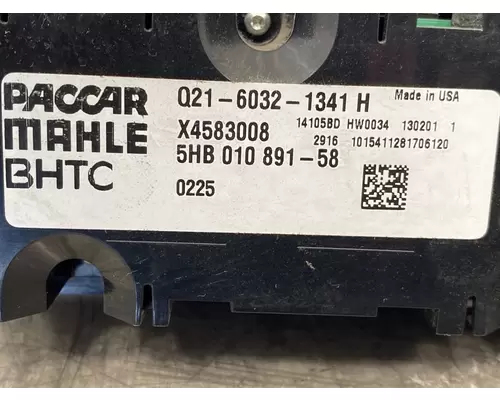 PACCAR
MAHLE
BHTC
Q21-6032-1341 H
Made in USA
X4583008
14105BD HW0034 130201 1
5HB 010 891-58
2916 1015411281706120
0225